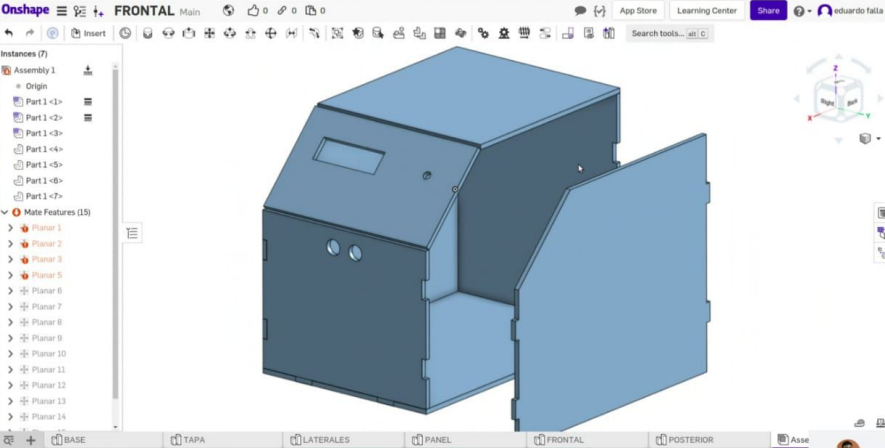 Onshape FRONTAL Main 0 0 0 App Store Learning Center Share eduardo falla
Insert Search tools... alt C
Instances (7)
Assembly 1
Origin
Part 1 <1>
Part 1 <2>
Part 1 <3>
Part 1 <4>
Part 1 <5>
Part 1 <6>
Part 1 <7>
Mate Features (15)
Planar 1
Planar 2
Planar 3
Planar 5
Planar 6
Planar 7
Planar 8
Planar 9
Planar 10
Planar 11
Planar 12
Planar 13
Planar 14
Z
Right Back
X Y
BASE TAPA LATERALES PANEL FRONTAL POSTERIOR Asse